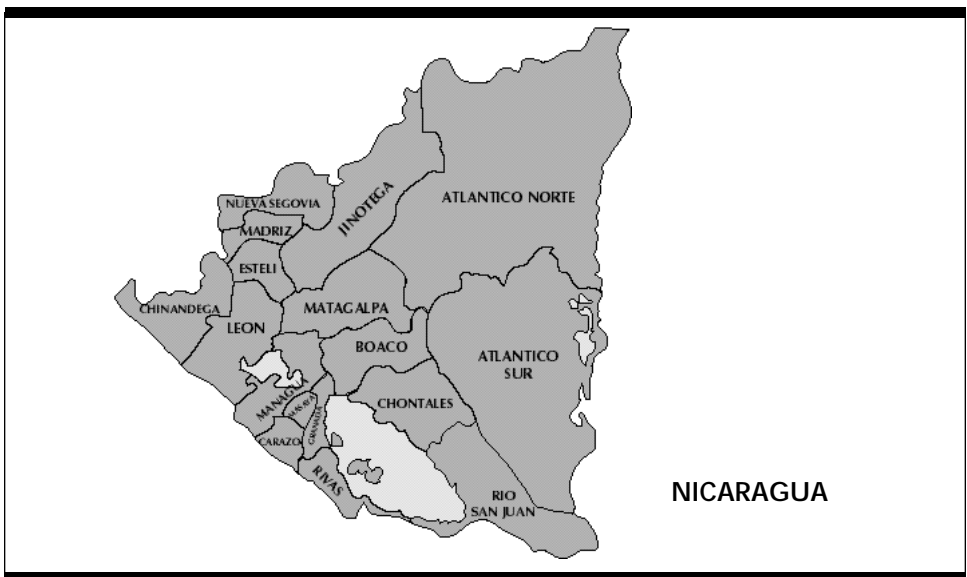 ATLANTICO NORTE
NUEVA SEGOVIA
JINOTEGA
MADRIZ
ESTELI
CHINANDEGA
MATAGALPA
LEON
BOACO
ATLANTICO
SUR
MANAGUA
MASAYA
CHONTALES
GRANADA
CARAZO
RIVAS
RIO
SAN JUAN
NICARAGUA